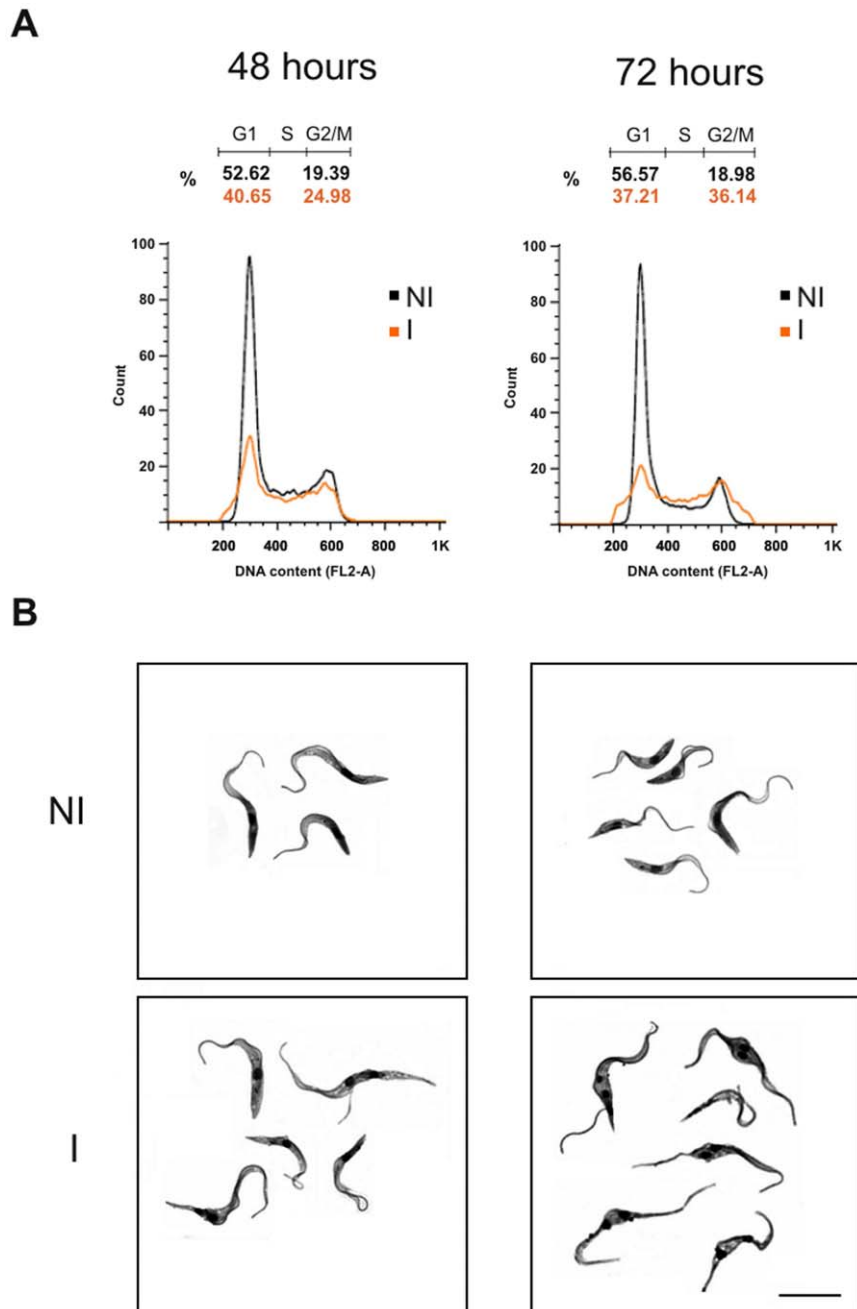 A
48 hours
G1 S G2/M
% 52.62 19.39
40.65 24.98
100
80
60
40
20
Count
NI
I
200 400 600 800 1K
DNA content (FL2-A)
72 hours
G1 S G2/M
% 56.57 18.98
37.21 36.14
100
80
60
40
20
Count
NI
I
200 400 600 800 1K
DNA content (FL2-A)
B
NI
I